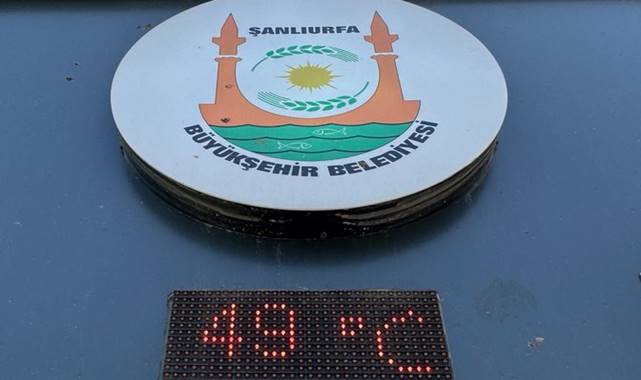 ŞANLIURFA
BÜYÜKŞEHİR BELEDİYESİ
49 °C